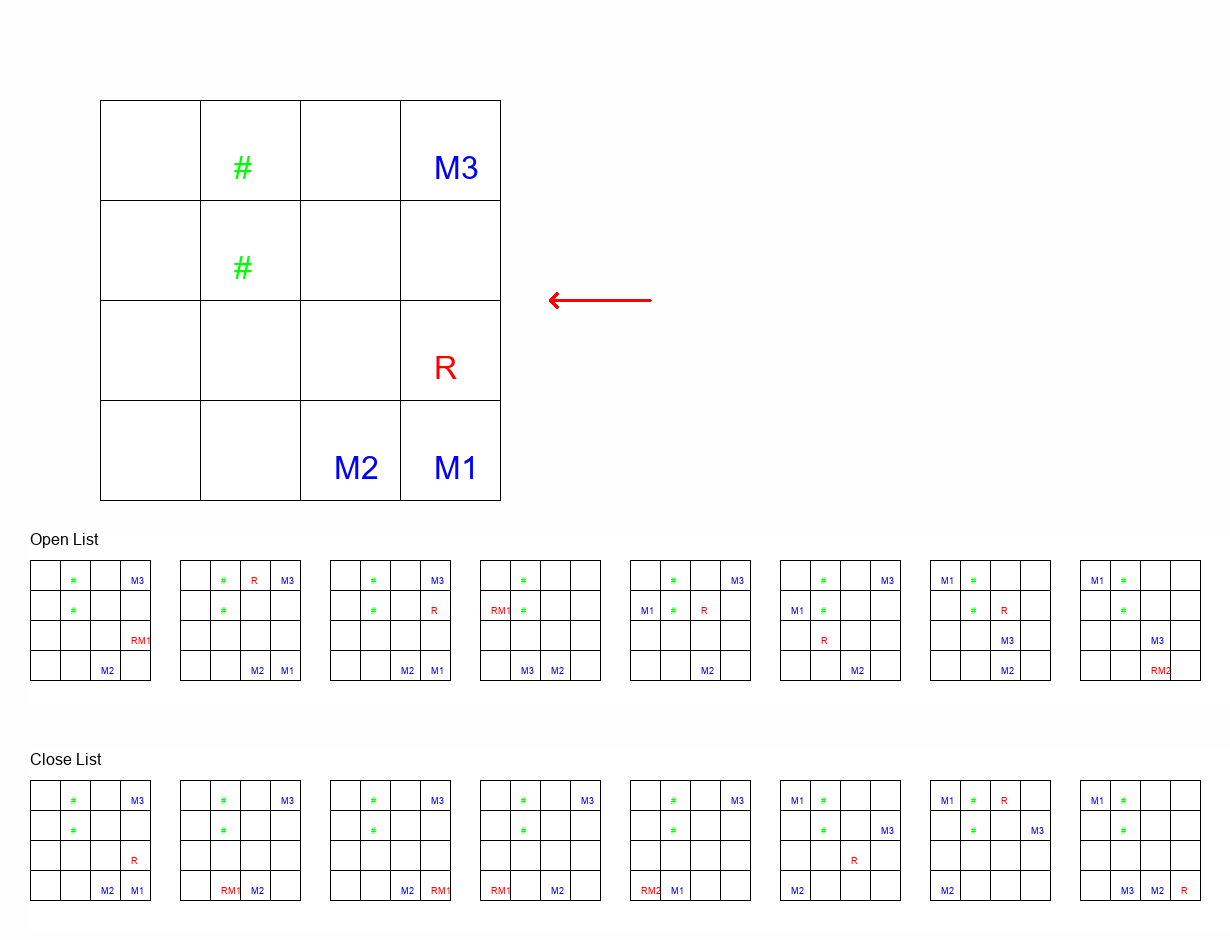 # M3
#
R
M2 M1
Open List
# M3 # R M3 # M3 # # M3 # M3 M1 # M1 #
# # # R RM1 # M1 # R M1 # # R #
RM1 R M3 M3
M2 M2 M1 M2 M1 M3 M2 M2 M2 M2 RM2
Close List
# M3 # M3 # M3 # M3 # M3 M1 # M1 # R M1 #
# # # # # # M3 # M3 #
R R
M2 M1 RM1 M2 M2 RM1 RM1 M2 RM2 M1 M2 M2 M3 M2 R